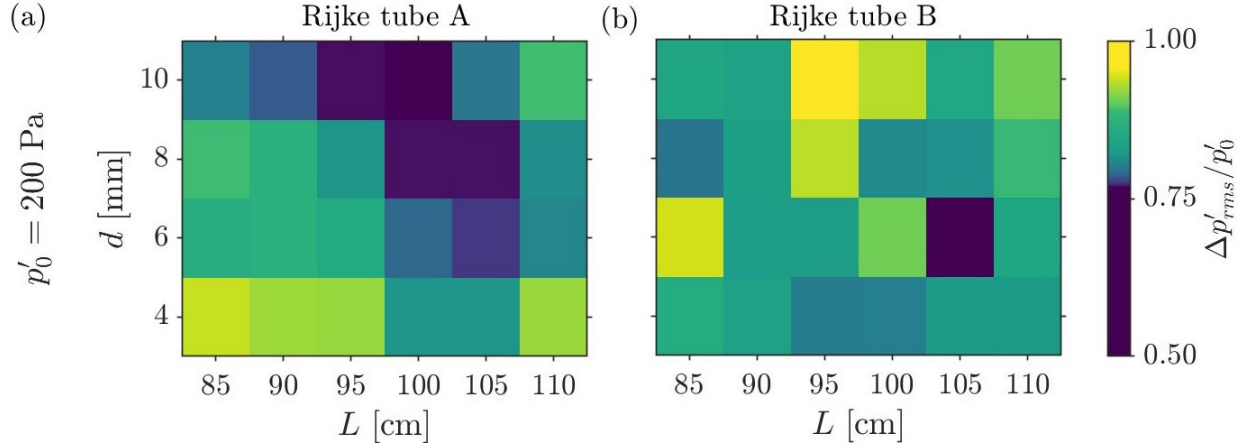 (a)
Rijke tube A
(b)
Rijke tube B
p′₀ = 200 Pa
d [mm]
10
8
6
4
85 90 95 100 105 110
L [cm]
85 90 95 100 105 110
L [cm]
1.00
0.75
0.50
Δp′rms/p′₀